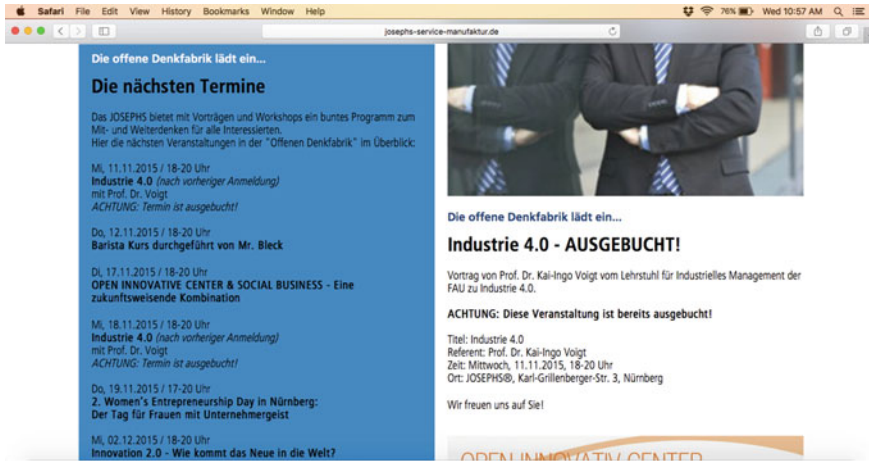 Safari File Edit View History Bookmarks Window Help
76% Wed 10:57 AM
josephs-service-manufaktur.de
Die offene Denkfabrik lädt ein...
Die nächsten Termine
Das JOSEPHS bietet mit Vorträgen und Workshops ein buntes Programm zum
Mit- und Weiterdenken für alle Interessierten.
Hier die nächsten Veranstaltungen in der "Offenen Denkfabrik" im Überblick:
Mi, 11.11.2015 / 18-20 Uhr
Industrie 4.0 (nach vorheriger Anmeldung)
mit Prof. Dr. Voigt
ACHTUNG: Termin ist ausgebucht!
Do, 12.11.2015 / 18-20 Uhr
Barista Kurs durchgeführt von Mr. Bleck
Di, 17.11.2015 / 18-20 Uhr
OPEN INNOVATIVE CENTER & SOCIAL BUSINESS - Eine
zukunftsweisende Kombination
Mi, 18.11.2015 / 18-20 Uhr
Industrie 4.0 (nach vorheriger Anmeldung)
mit Prof. Dr. Voigt
ACHTUNG: Termin ist ausgebucht!
Do, 19.11.2015 / 17-20 Uhr
2. Women's Entrepreneurship Day in Nürnberg:
Der Tag für Frauen mit Unternehmergeist
Mi, 02.12.2015 / 18-20 Uhr
Innovation 2.0 - Wie kommt das Neue in die Welt?
Die offene Denkfabrik lädt ein...
Industrie 4.0 - AUSGEBUCHT!
Vortrag von Prof. Dr. Kai-Ingo Voigt vom Lehrstuhl für Industrielles Management der
FAU zu Industrie 4.0.
ACHTUNG: Diese Veranstaltung ist bereits ausgebucht!
Titel: Industrie 4.0
Referent: Prof. Dr. Kai-Ingo Voigt
Zeit: Mittwoch, 11.11.2015, 18-20 Uhr
Ort: JOSEPHS®, Karl-Grillenberger-Str. 3, Nürnberg
Wir freuen uns auf Sie!
OPEN INNOVATIV CENTER